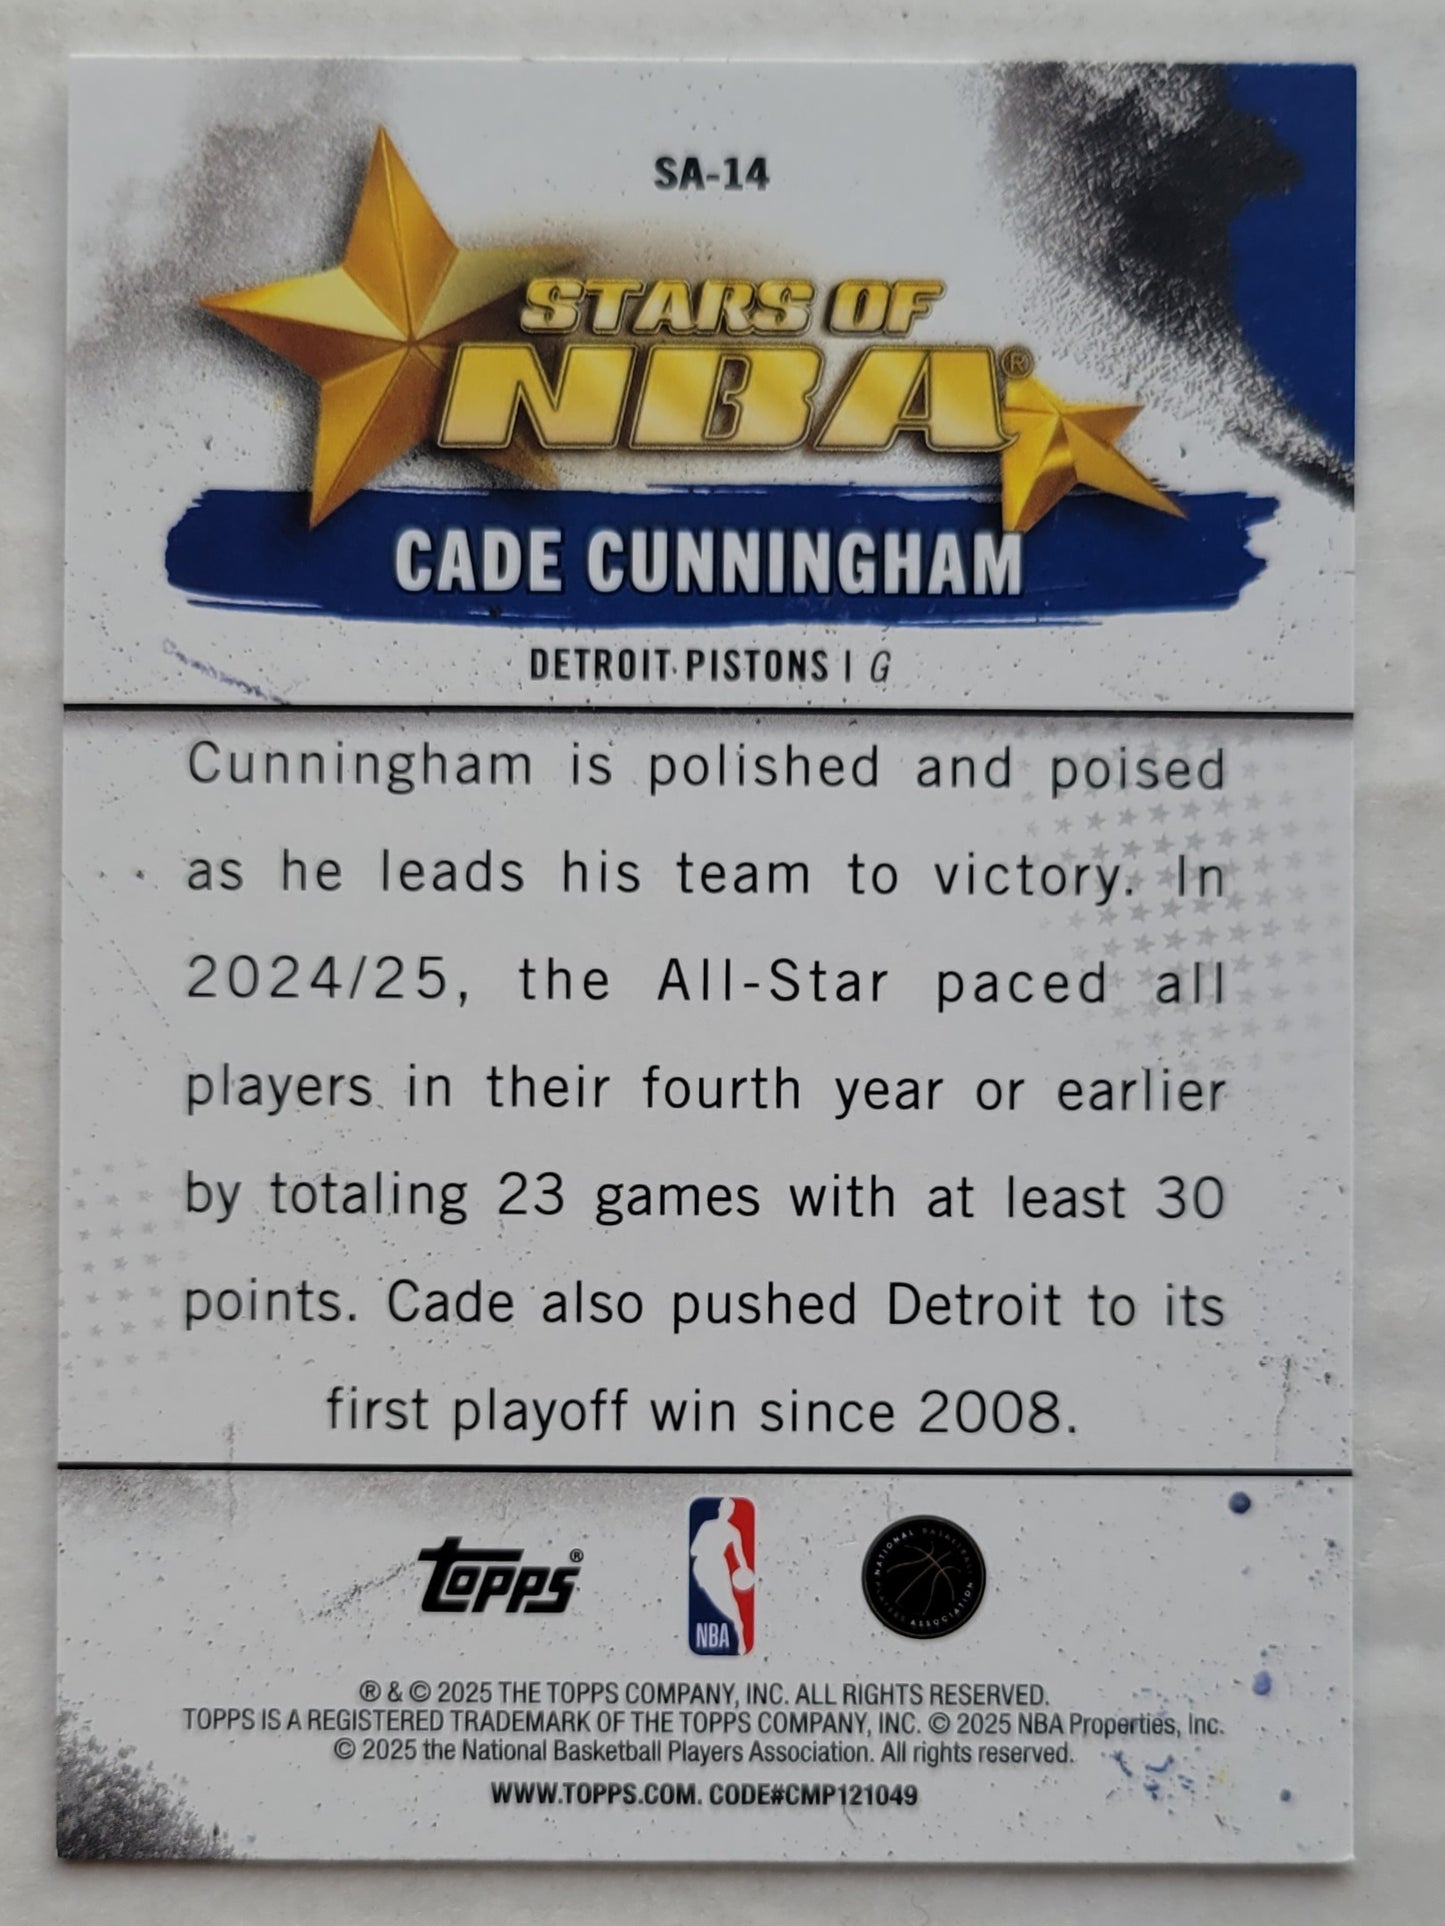 SA-14
STARS OF
NBA®
CADE CUNNINGHAM
DETROIT PISTONS | G
Cunningham is polished and poised
as he leads his team to victory. In
2024/25, the All-Star paced all
players in their fourth year or earlier
by totaling 23 games with at least 30
points. Cade also pushed Detroit to its
first playoff win since 2008.
topps®
NBA
NATIONAL BASKETBALL PLAYERS ASSOCIATION
® & © 2025 THE TOPPS COMPANY, INC. ALL RIGHTS RESERVED.
TOPPS IS A REGISTERED TRADEMARK OF THE TOPPS COMPANY, INC. © 2025 NBA Properties, Inc.
© 2025 the National Basketball Players Association. All rights reserved.
WWW.TOPPS.COM. CODE#CMP121049